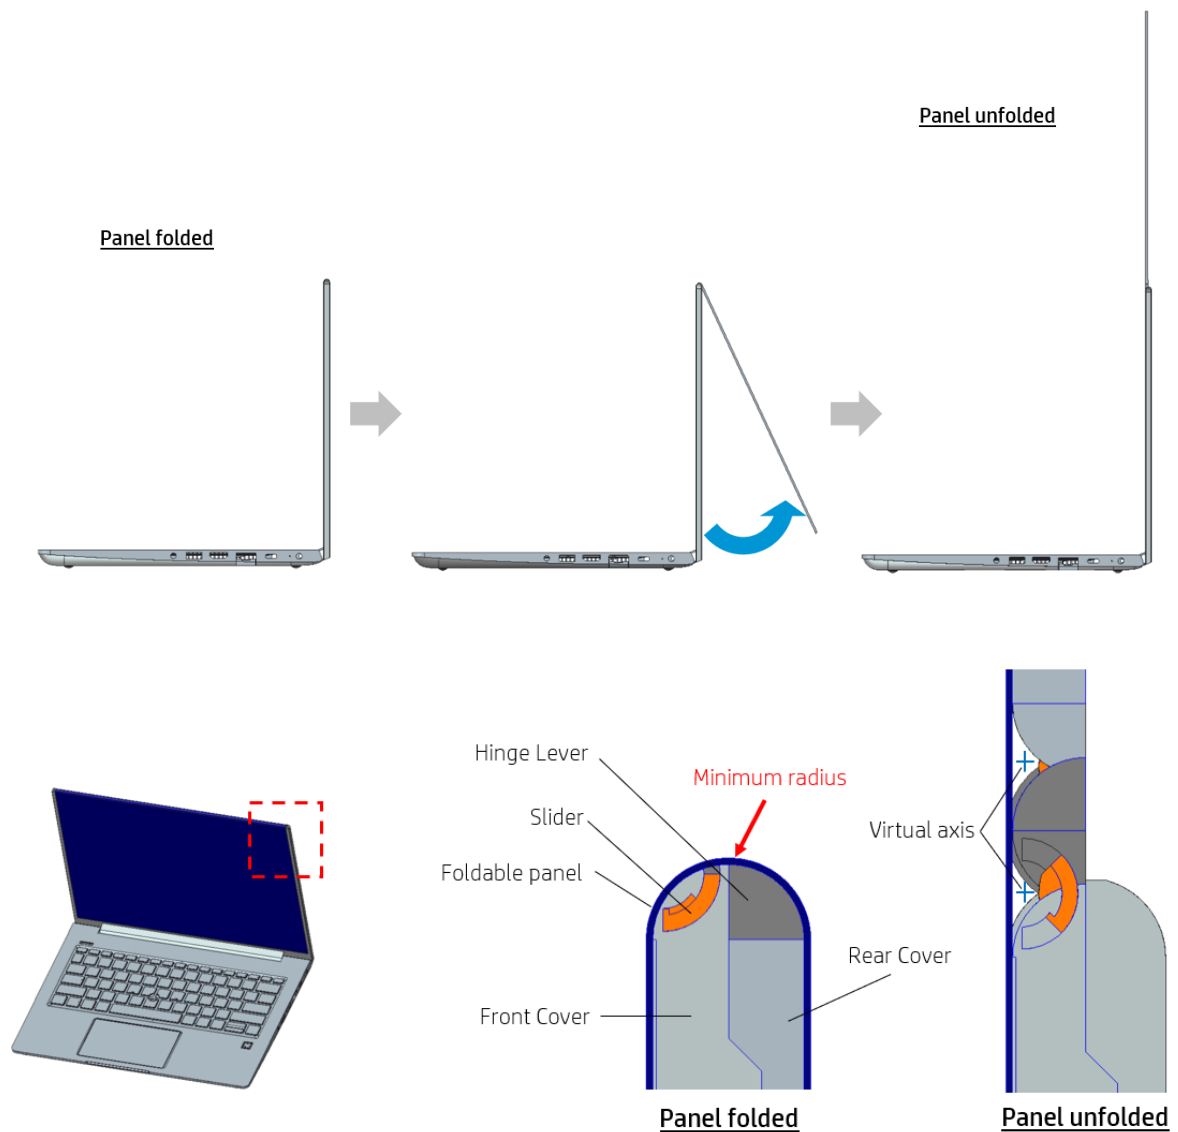 Panel unfolded
Panel folded
Hinge Lever
Minimum radius
Slider
Virtual axis
Foldable panel
Rear Cover
Front Cover
Panel folded
Panel unfolded